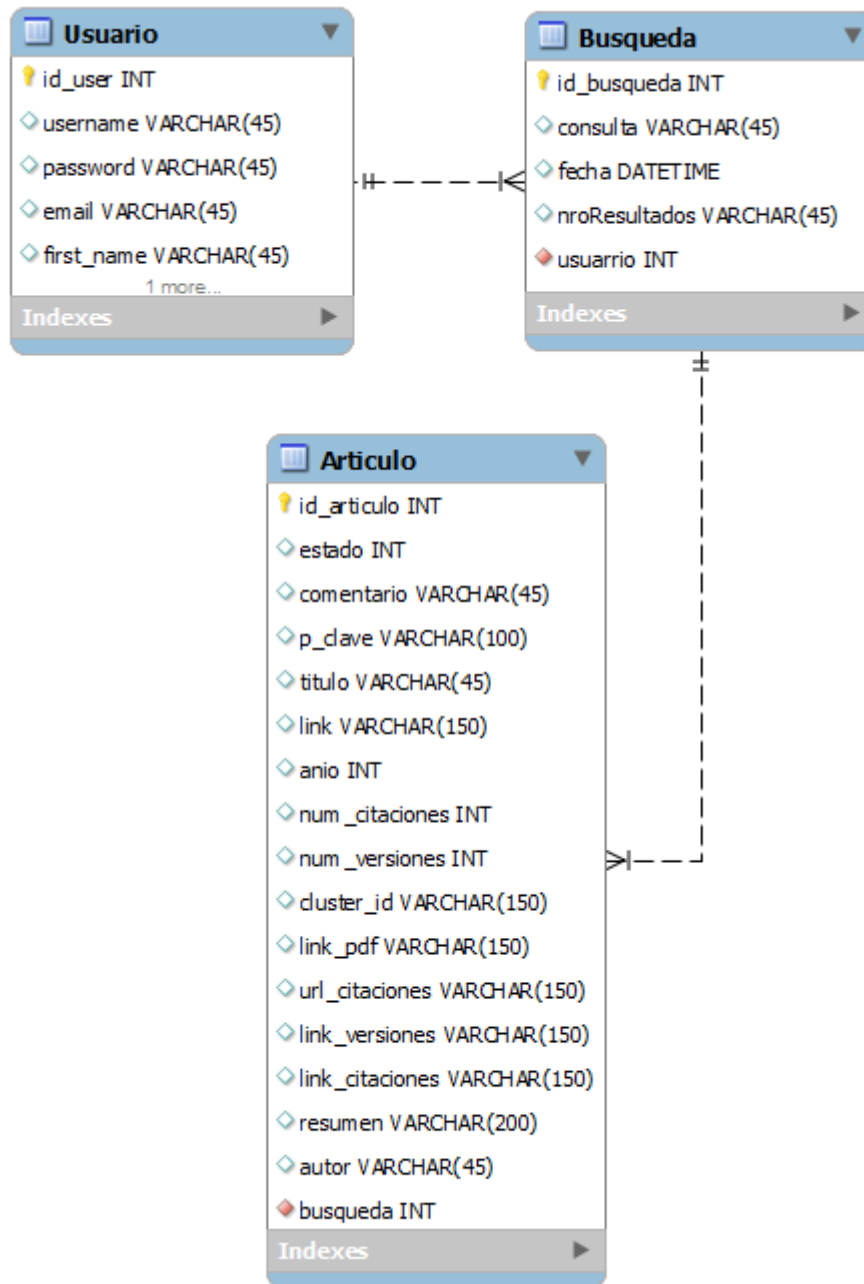 Usuario
id_user INT
username VARCHAR(45)
password VARCHAR(45)
email VARCHAR(45)
first_name VARCHAR(45)
1 more...
Indexes
Busqueda
id_busqueda INT
consulta VARCHAR(45)
fecha DATETIME
nroResultados VARCHAR(45)
usuarrio INT
Indexes
Articulo
id_articulo INT
estado INT
comentario VARCHAR(45)
p_clave VARCHAR(100)
titulo VARCHAR(45)
link VARCHAR(150)
anio INT
num_citaciones INT
num_versiones INT
cluster_id VARCHAR(150)
link_pdf VARCHAR(150)
url_citaciones VARCHAR(150)
link_versiones VARCHAR(150)
link_citaciones VARCHAR(150)
resumen VARCHAR(200)
autor VARCHAR(45)
busqueda INT
Indexes